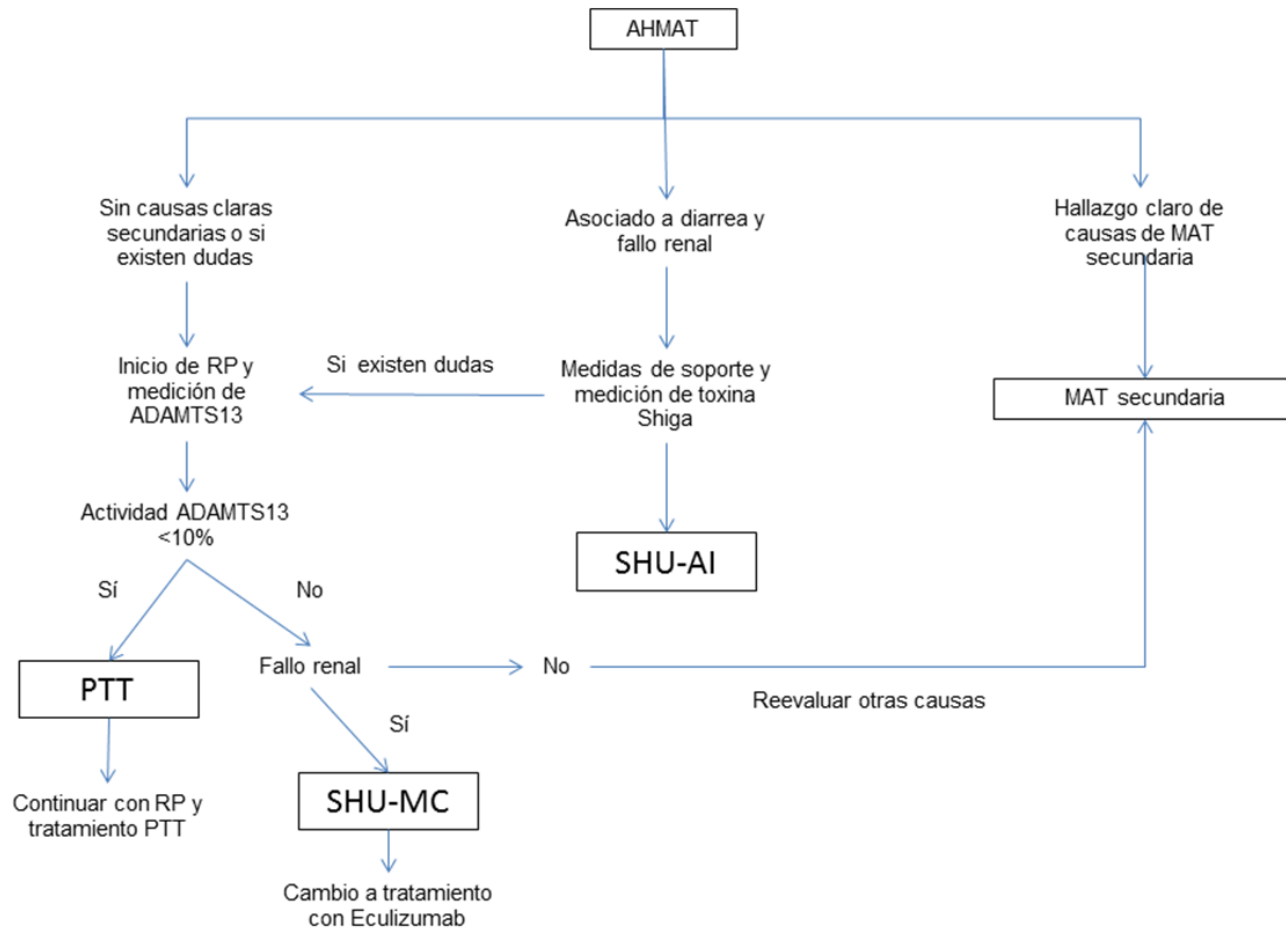 AHMAT
Sin causas claras
secundarias o si
existen dudas
Asociado a diarrea y
fallo renal
Hallazgo claro de
causas de MAT
secundaria
Inicio de RP y
medición de
ADAMTS13
Si existen dudas
Medidas de soporte y
medición de toxina
Shiga
MAT secundaria
Actividad ADAMTS13
<10%
SHU-AI
Sí
No
PTT
Fallo renal
No
Reevaluar otras causas
Sí
Continuar con RP y
tratamiento PTT
SHU-MC
Cambio a tratamiento
con Eculizumab